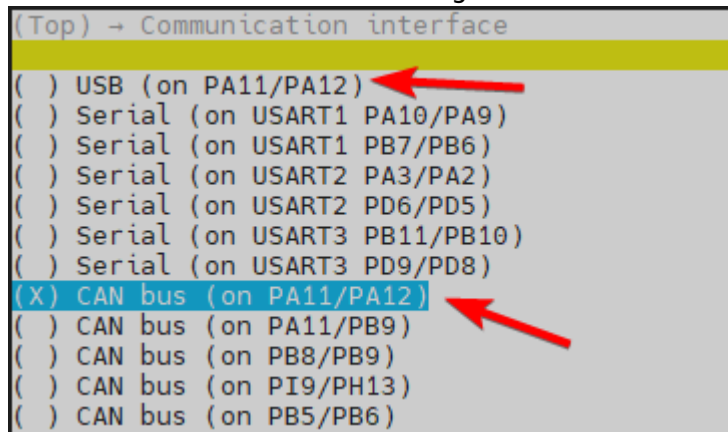 (Top) → Communication interface
( ) USB (on PA11/PA12)
( ) Serial (on USART1 PA10/PA9)
( ) Serial (on USART1 PB7/PB6)
( ) Serial (on USART2 PA3/PA2)
( ) Serial (on USART2 PD6/PD5)
( ) Serial (on USART3 PB11/PB10)
( ) Serial (on USART3 PD9/PD8)
(X) CAN bus (on PA11/PA12)
( ) CAN bus (on PA11/PB9)
( ) CAN bus (on PB8/PB9)
( ) CAN bus (on PI9/PH13)
( ) CAN bus (on PB5/PB6)